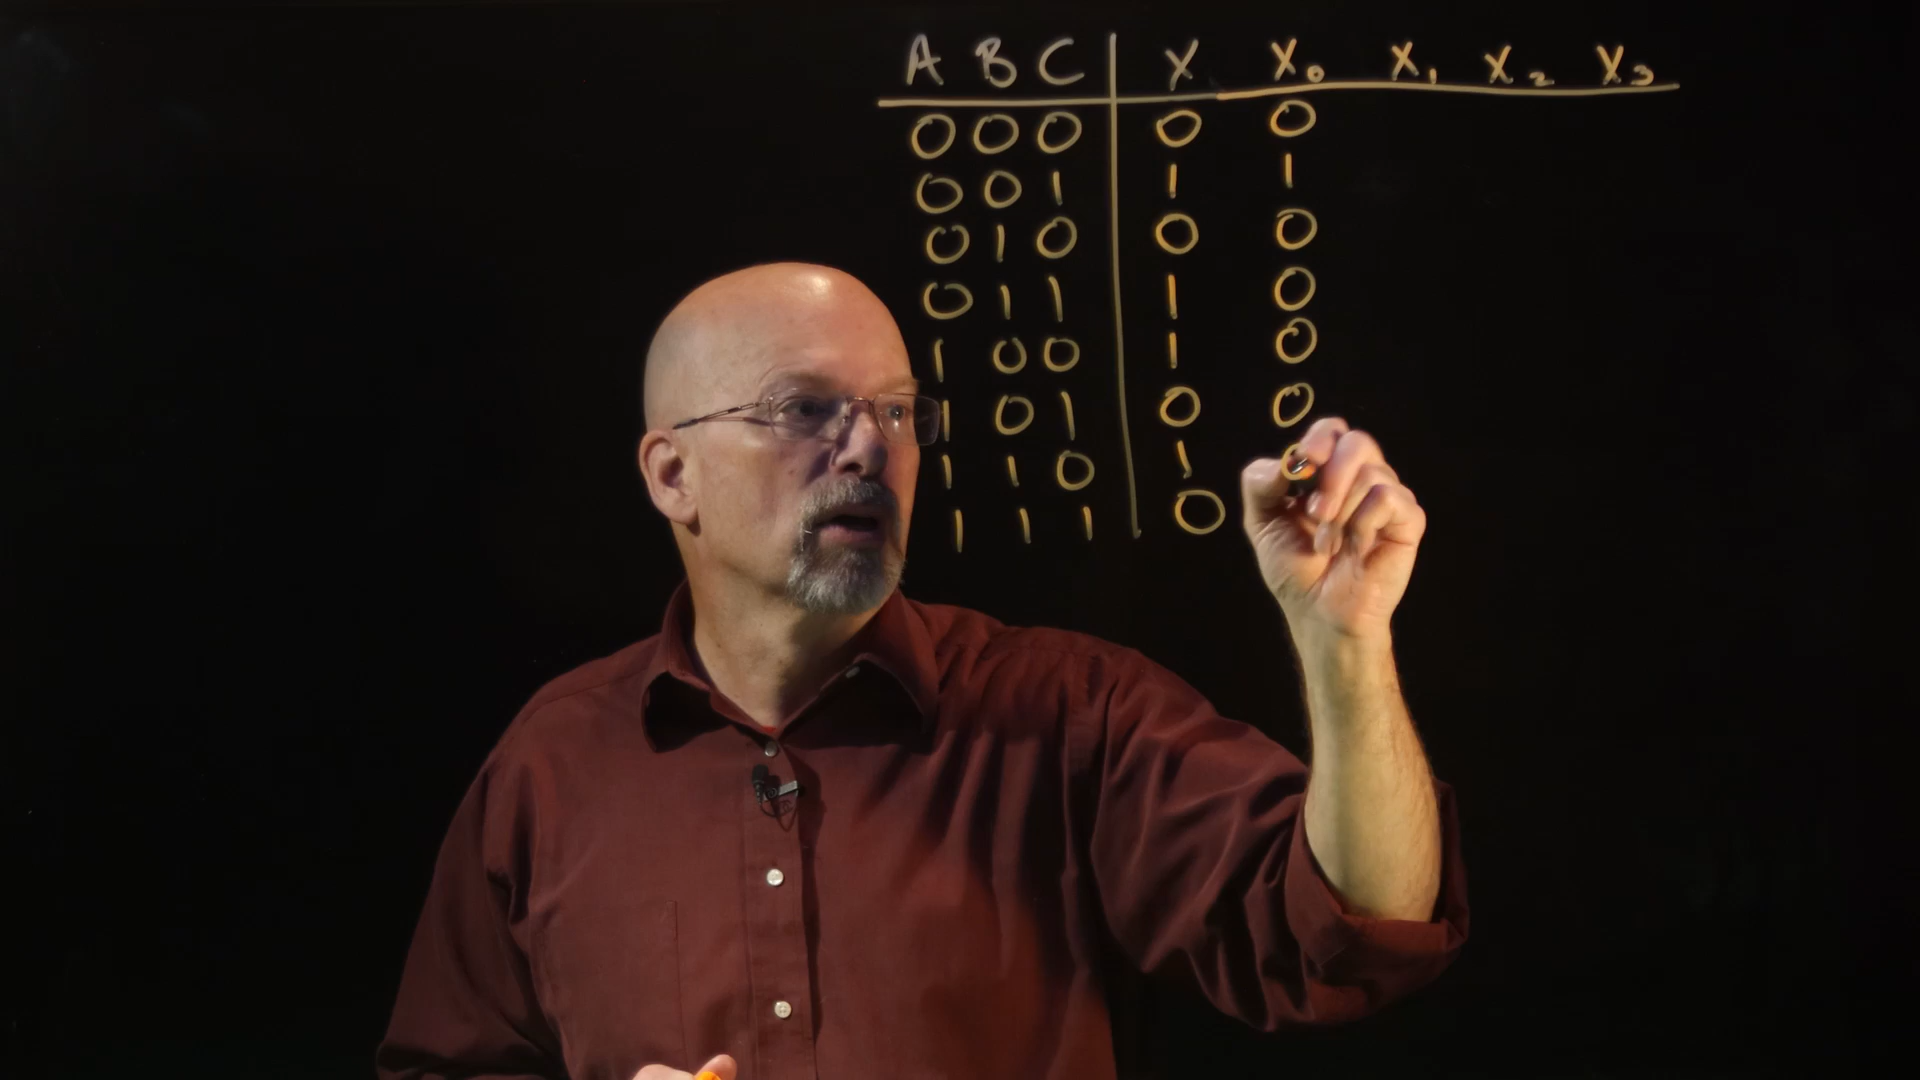 A B C X X₀ X₁ X₂ X₃
0 0 0 0 0
0 0 1 1 1
0 1 0 0 0
0 1 1 1 0
1 0 0 1 0
1 0 1 0 0
1 1 0 1
1 1 1 0